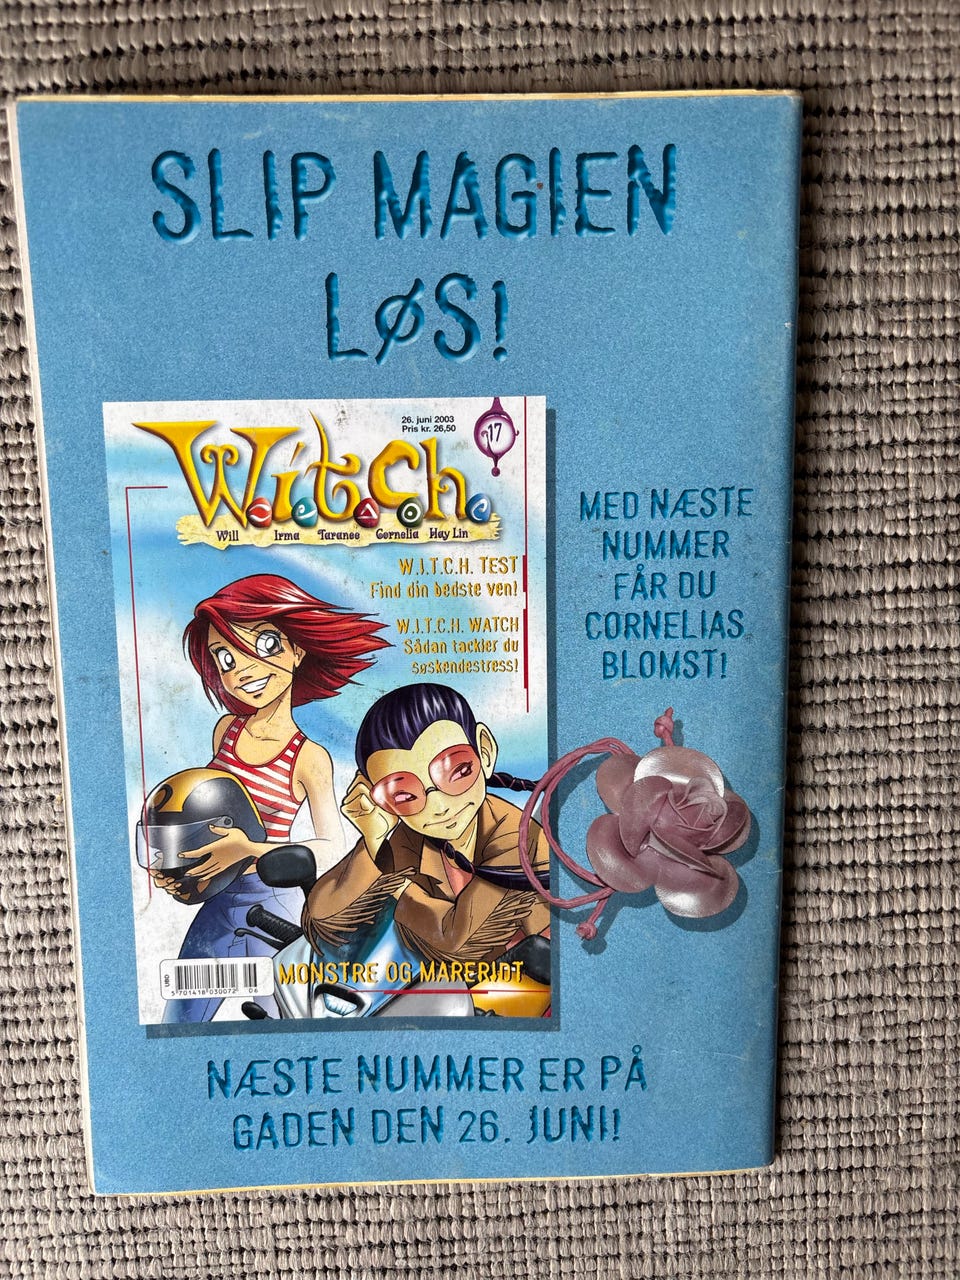 SLIP MAGIEN
LØS!
26. juni 2003
Pris kr. 26,50
17
W.i.t.c.h.
Will Irma Taranee Cornelia Hay Lin
W.I.T.C.H. TEST
Find din bedste ven!
W.I.T.C.H. WATCH
Sådan tackler du
søskendestress!
MED NÆSTE
NUMMER
FÅR DU
CORNELIAS
BLOMST!
MONSTRE OG MARERIDT
UBD
5 701418 030072 06
NÆSTE NUMMER ER PÅ
GADEN DEN 26. JUNI!